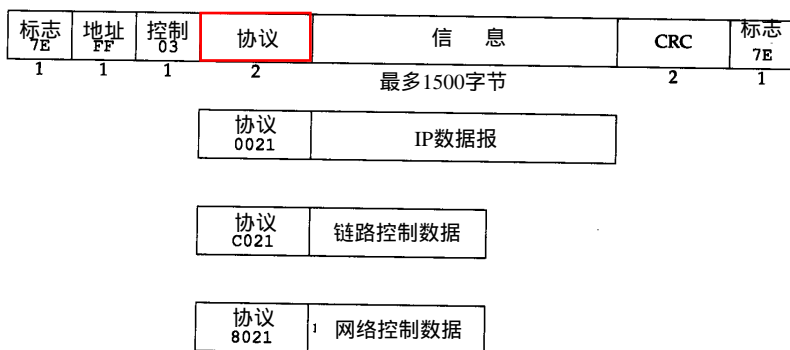 标志 地址 控制 协议 信 息 CRC 标志
7E FF 03 7E
1 1 1 2 最多1500字节 2 1
协议 IP数据报
0021
协议 链路控制数据
C021
协议 网络控制数据
8021